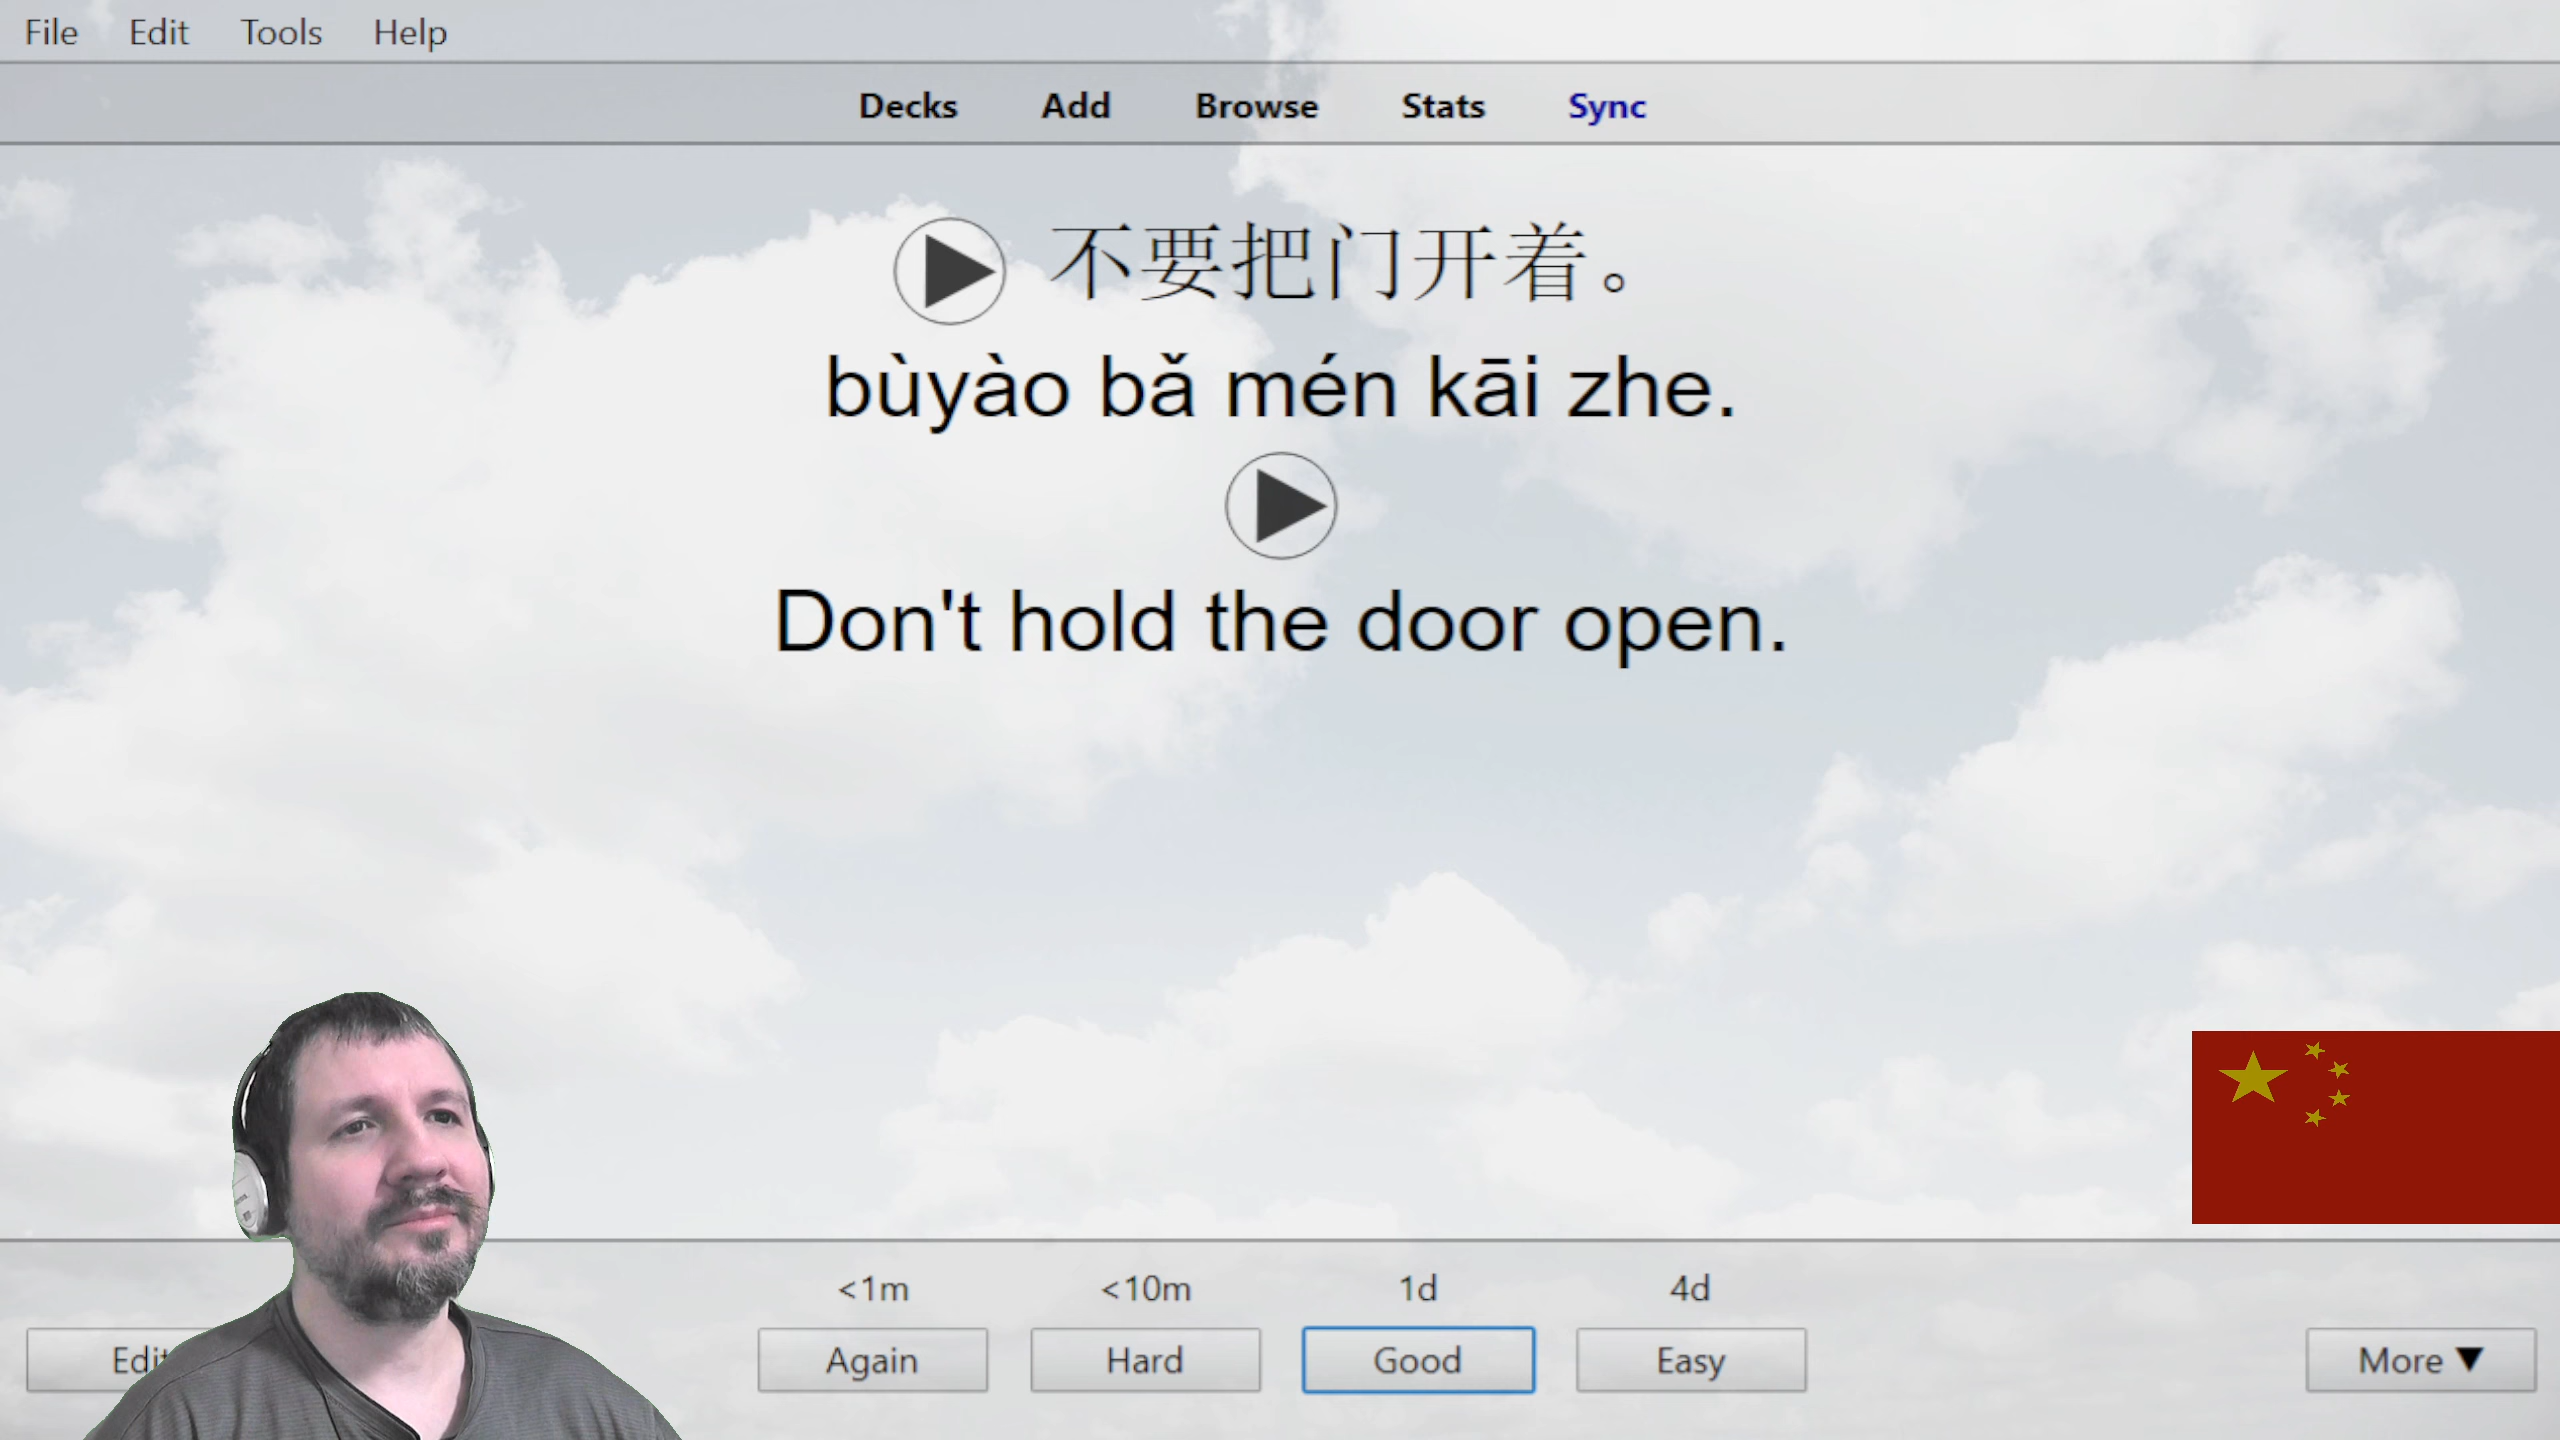 File Edit Tools Help
Decks Add Browse Stats Sync
不要把门开着。
bùyào bǎ mén kāi zhe.
Don't hold the door open.
<1m <10m 1d 4d
Edit Again Hard Good Easy More ▼